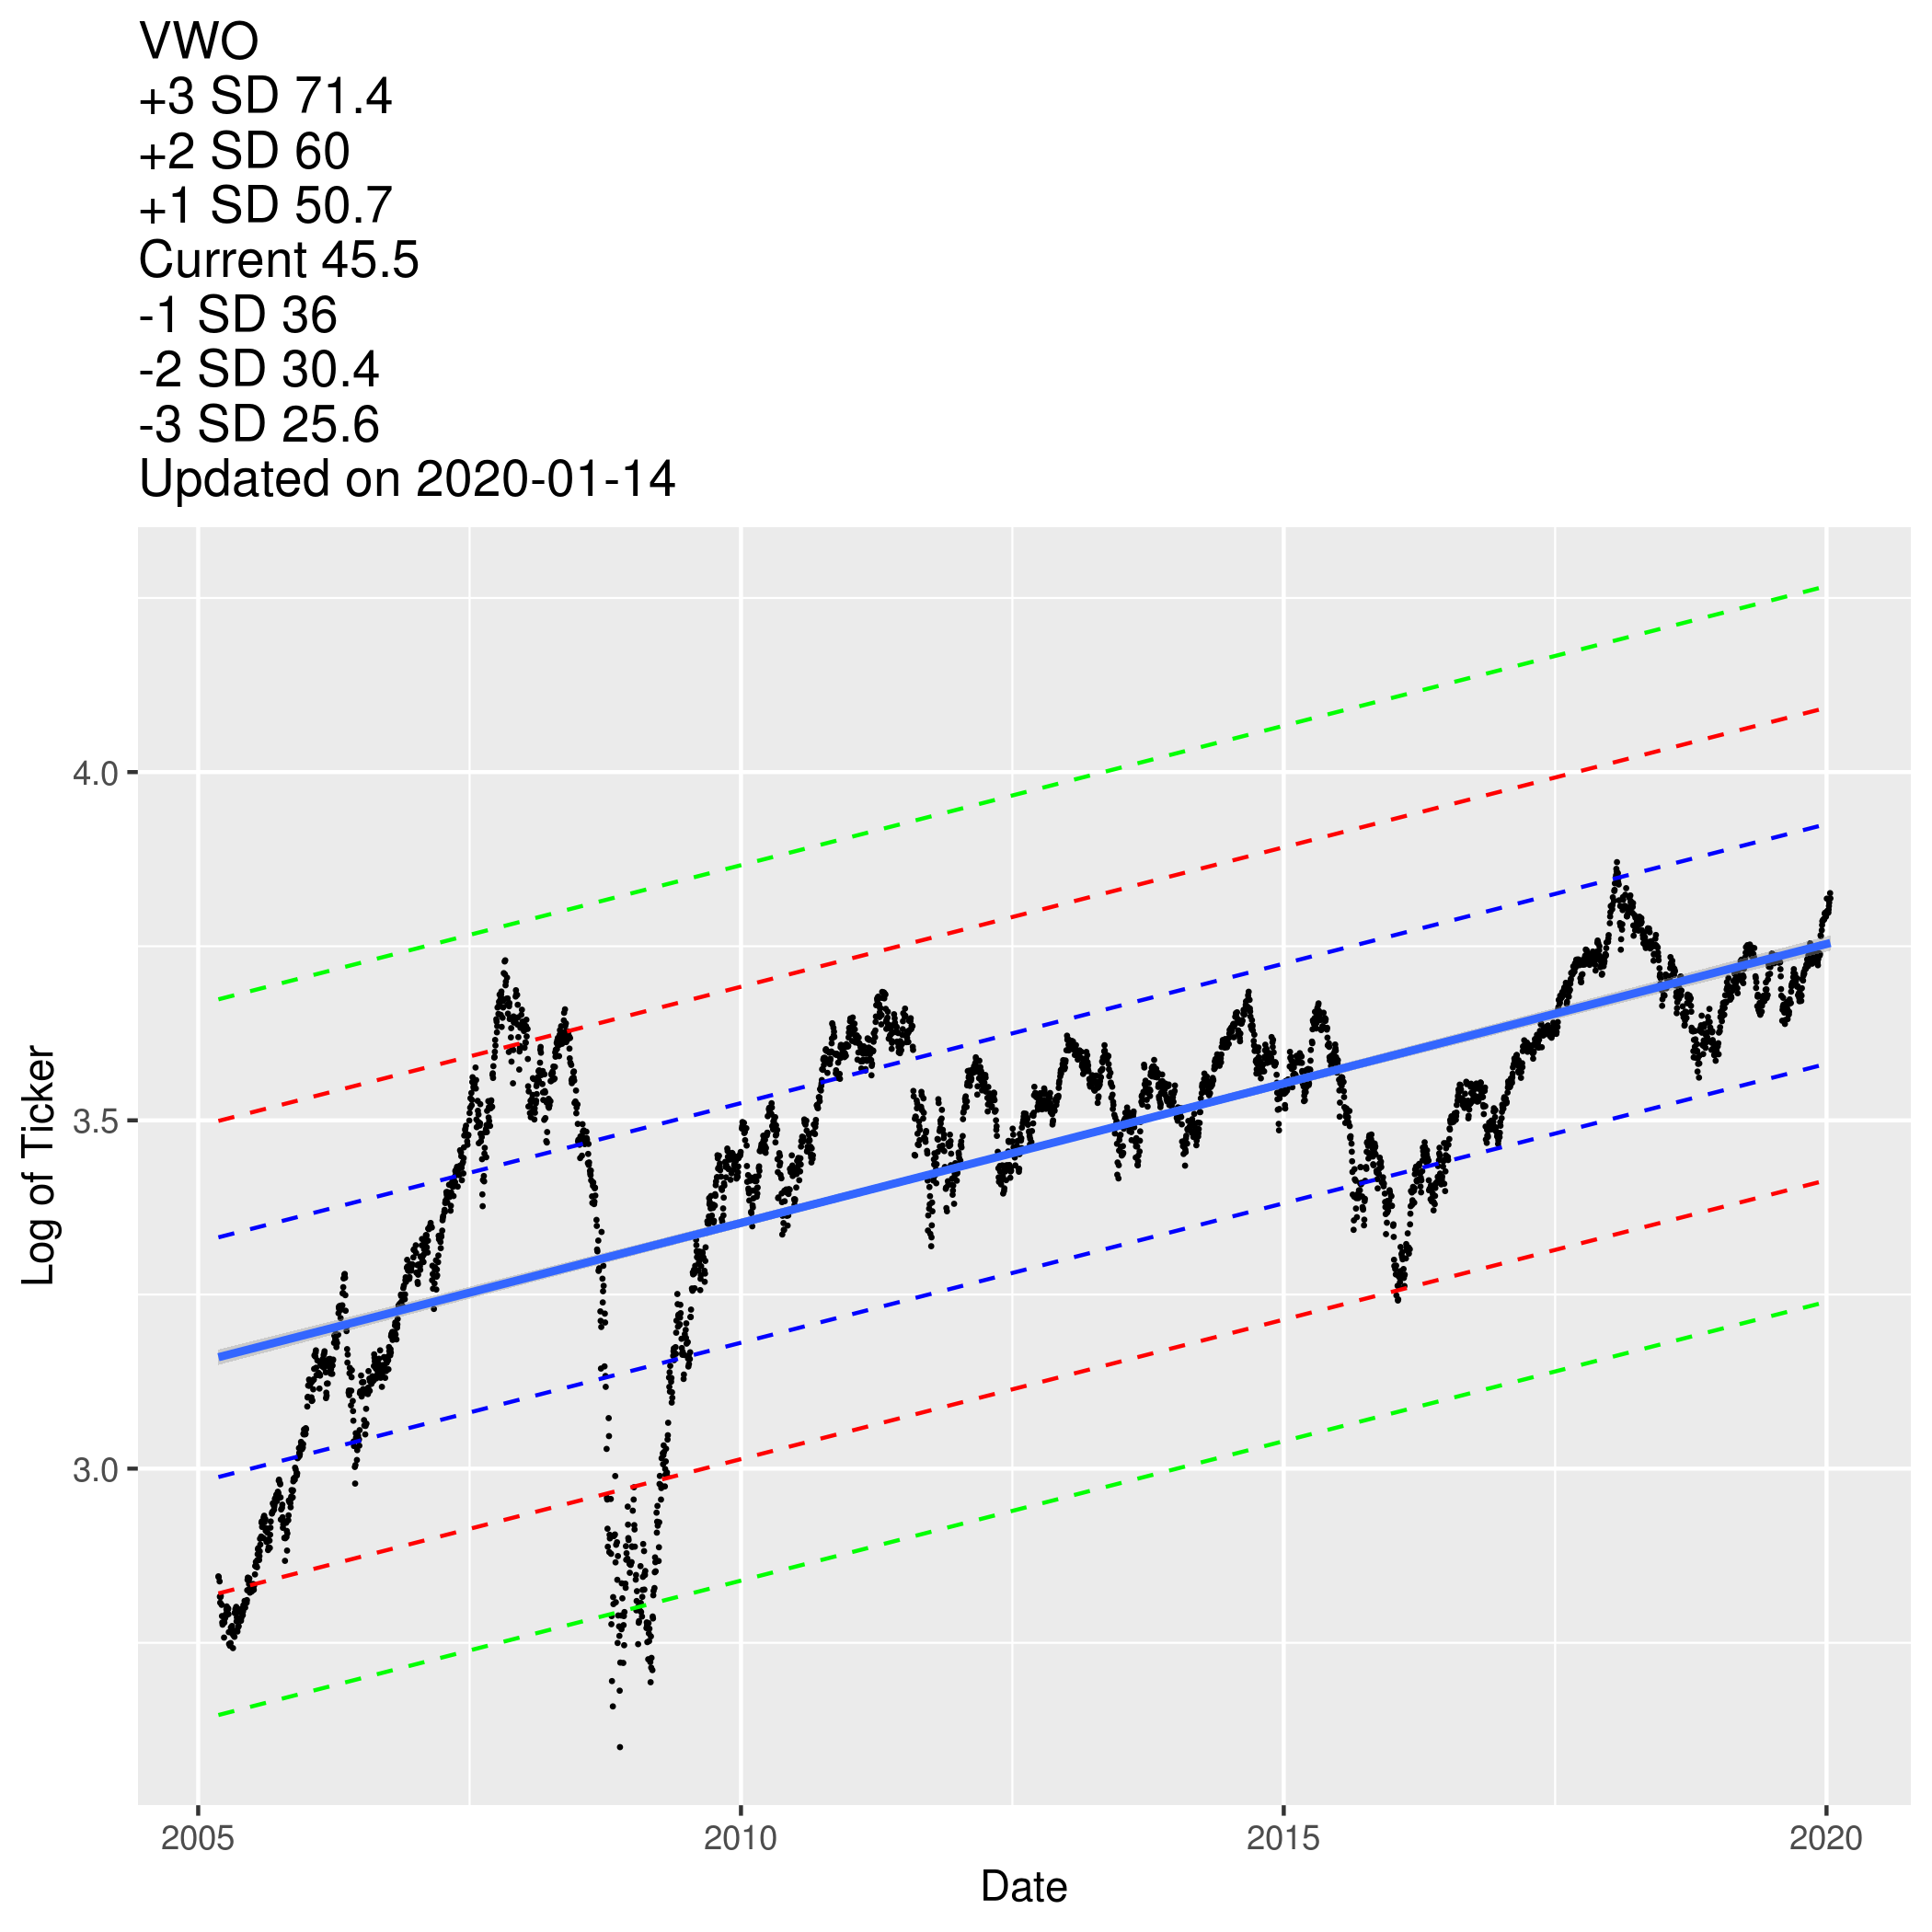 VWO
+3 SD 71.4
+2 SD 60
+1 SD 50.7
Current 45.5
-1 SD 36
-2 SD 30.4
-3 SD 25.6
Updated on 2020-01-14
Log of Ticker
4.0
3.5
3.0
2005
2010
2015
2020
Date